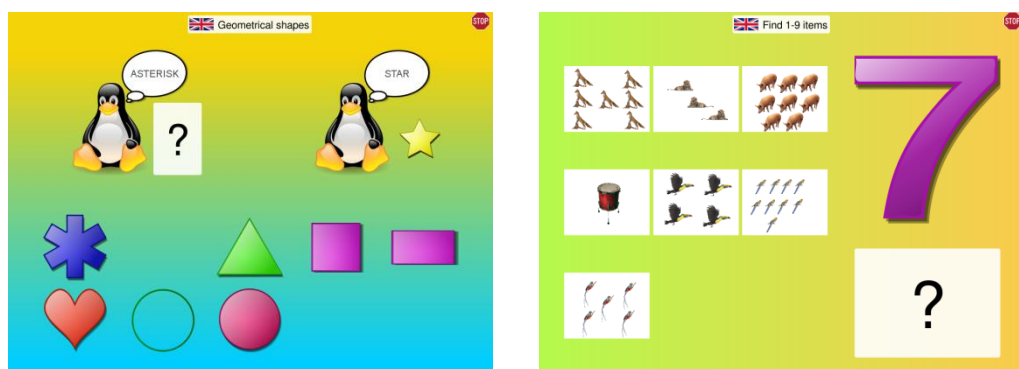 Geometrical shapes
STOP
ASTERISK
STAR
?
Find 1-9 items
STOP
7
?